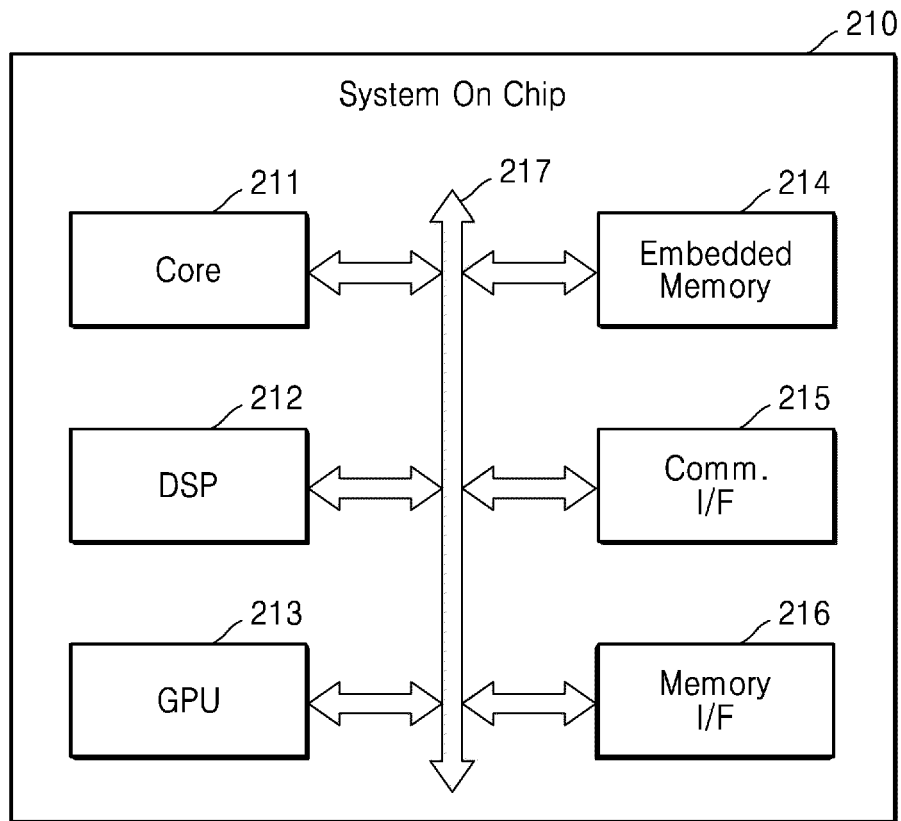 210
System On Chip
211
217
214
Core
Embedded
Memory
212
215
DSP
Comm.
I/F
213
216
GPU
Memory
I/F